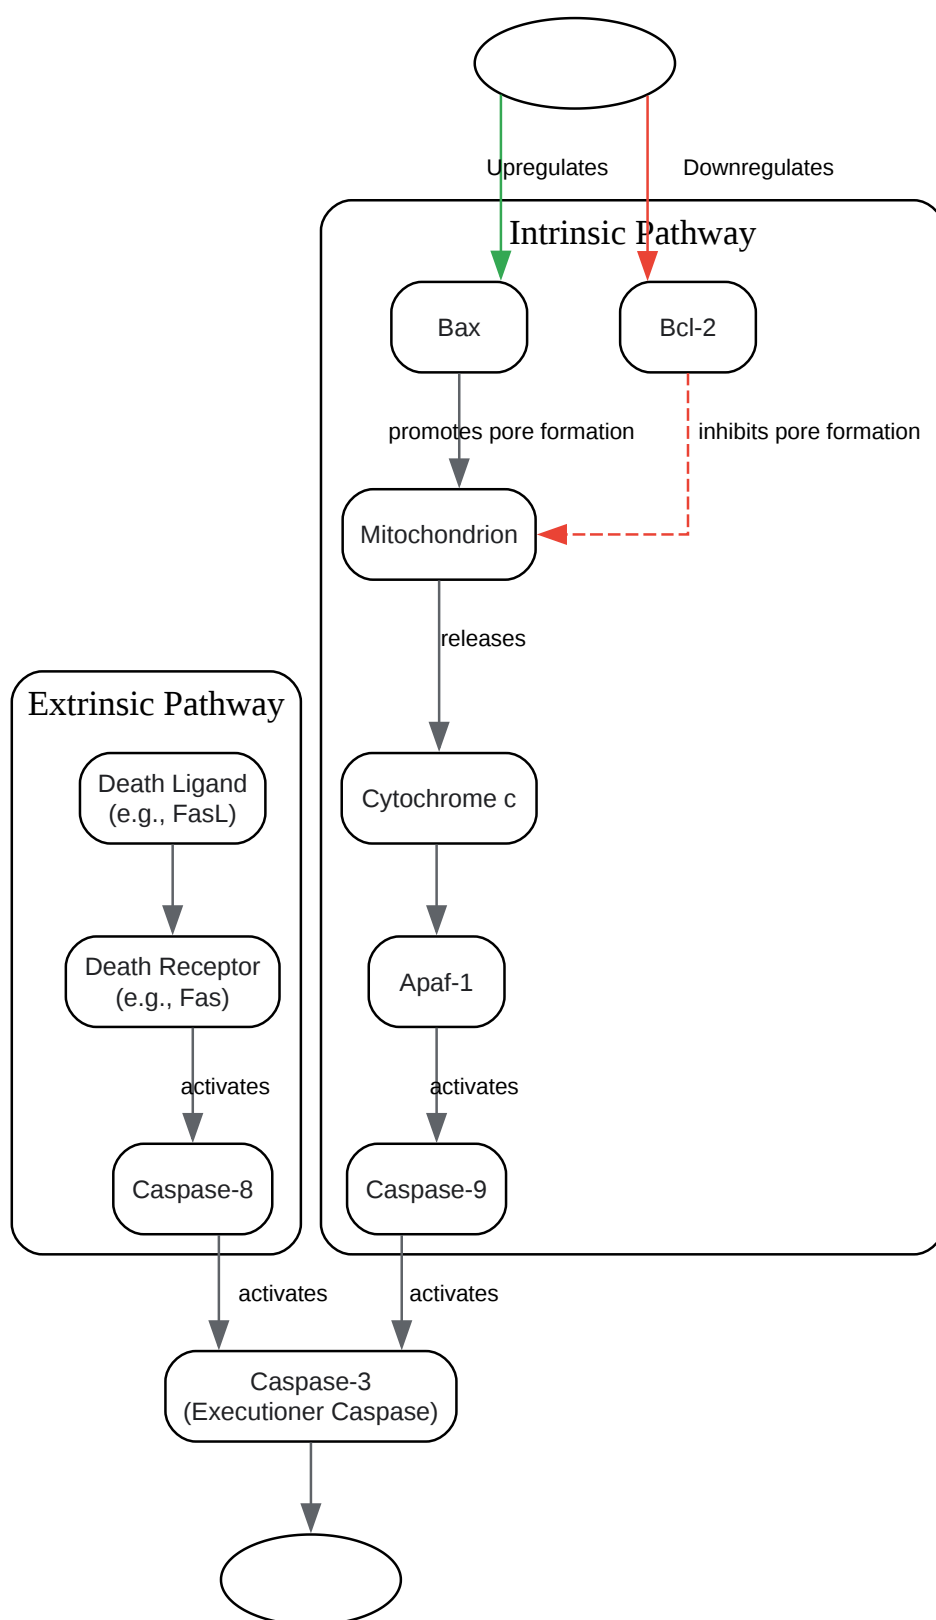 Upregulates
Downregulates
Intrinsic Pathway
Bax
Bcl-2
promotes pore formation
inhibits pore formation
Mitochondrion
releases
Extrinsic Pathway
Death Ligand
(e.g., FasL)
Cytochrome c
Death Receptor
(e.g., Fas)
Apaf-1
activates
activates
Caspase-8
Caspase-9
activates
activates
Caspase-3
(Executioner Caspase)